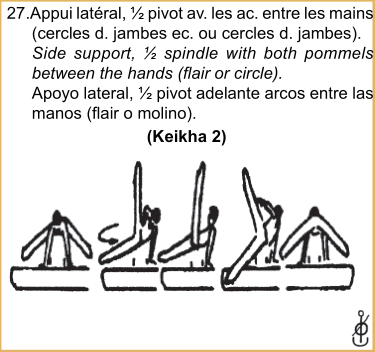 27.Appui latéral, ½ pivot av. les ac. entre les mains
(cercles d. jambes ec. ou cercles d. jambes).
Side support, ½ spindle with both pommels
between the hands (flair or circle).
Apoyo lateral, ½ pivot adelante arcos entre las
manos (flair o molino).
(Keikha 2)